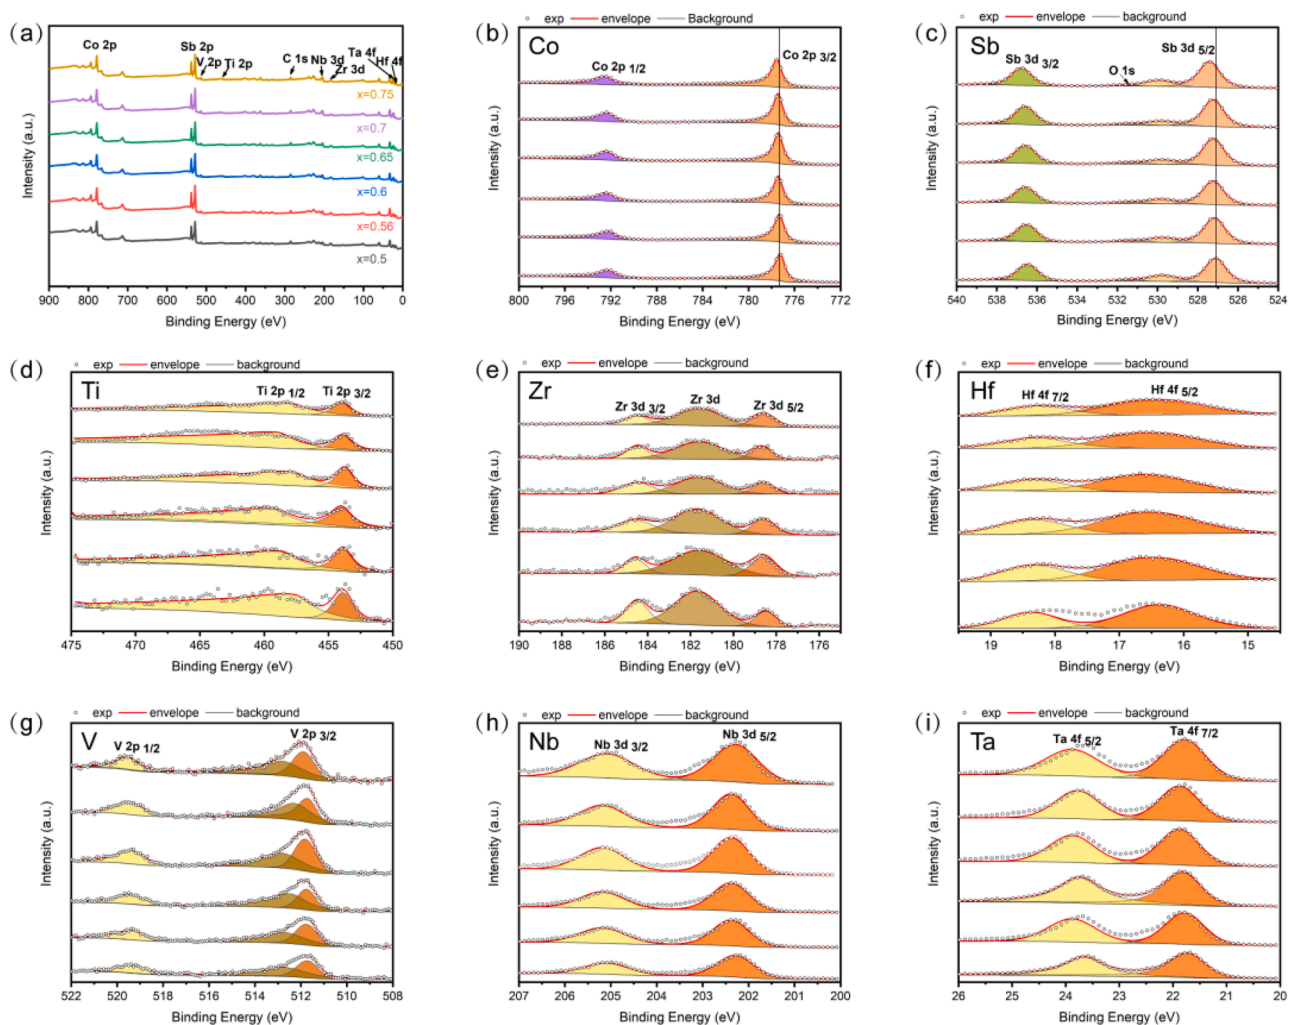 (a)
Co 2p
Sb 2p
V 2p
Ti 2p
C 1s
Nb 3d
Zr 3d
Ta 4f
Hf 4f
x=0.75
x=0.7
x=0.65
x=0.6
x=0.56
x=0.5
Intensity (a.u.)
900 800 700 600 500 400 300 200 100 0
Binding Energy (eV)
(b)
exp envelope Background
Co
Co 2p 1/2
Co 2p 3/2
Intensity (a.u.)
800 796 792 788 784 780 776 772
Binding Energy (eV)
(c)
exp envelope background
Sb
Sb 3d 3/2
O 1s
Sb 3d 5/2
Intensity (a.u.)
540 538 536 534 532 530 528 526 524
Binding Energy (eV)
(d)
exp envelope background
Ti
Ti 2p 1/2
Ti 2p 3/2
Intensity (a.u.)
475 470 465 460 455 450
Binding Energy (eV)
(e)
exp envelope background
Zr
Zr 3d 3/2
Zr 3d
Zr 3d 5/2
Intensity (a.u.)
190 188 186 184 182 180 178 176
Binding Energy (eV)
(f)
exp envelope background
Hf
Hf 4f 7/2
Hf 4f 5/2
Intensity (a.u.)
19 18 17 16 15
Binding Energy (eV)
(g)
exp envelope background
V
V 2p 1/2
V 2p 3/2
Intensity (a.u.)
522 520 518 516 514 512 510 508
Binding Energy (eV)
(h)
exp envelope background
Nb
Nb 3d 3/2
Nb 3d 5/2
Intensity (a.u.)
207 206 205 204 203 202 201 200
Binding Energy (eV)
(i)
exp envelope background
Ta
Ta 4f 5/2
Ta 4f 7/2
Intensity (a.u.)
26 25 24 23 22 21 20
Binding Energy (eV)